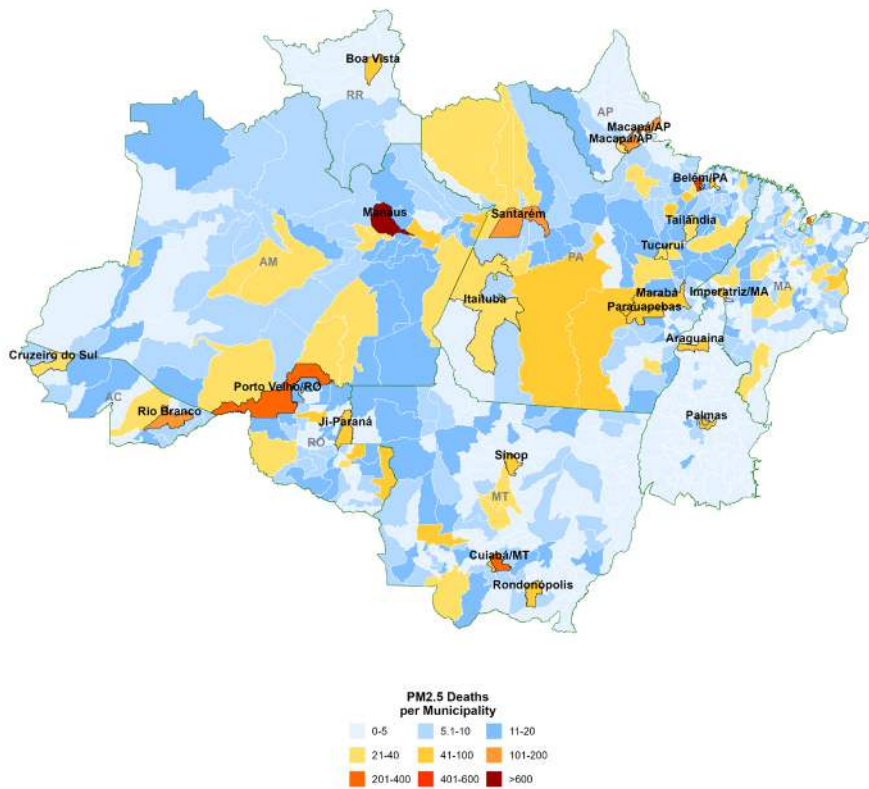 Boa Vista
RR
AP
Macapá/AP
Macapá/AP
Belém/PA
Manaus
Santarém
Tailândia
Tucuruí
AM
PA
Itaituba
Marabá
Imperatriz/MA
MA
Parauapebas
Cruzeiro do Sul
Araguaína
Porto Velho/RO
AC
Rio Branco
Ji-Paraná
Palmas
RO
Sinop
MT
Cuiabá/MT
Rondonópolis
PM2.5 Deaths
per Municipality
0-5 5.1-10 11-20
21-40 41-100 101-200
201-400 401-600 >600